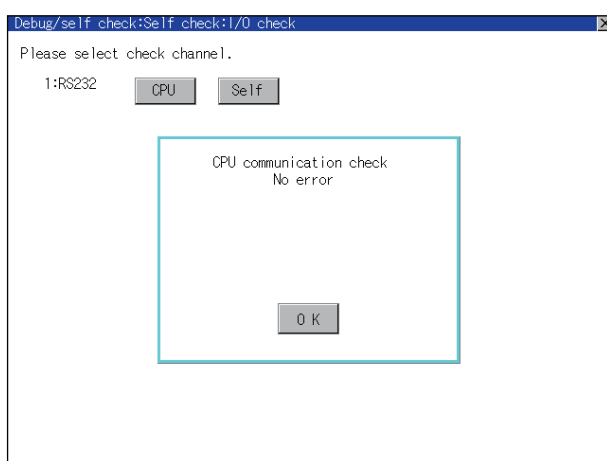 Debug/self check:Self check:I/O check
Please select check channel.
1:RS232 CPU Self
CPU communication check
No error
O K